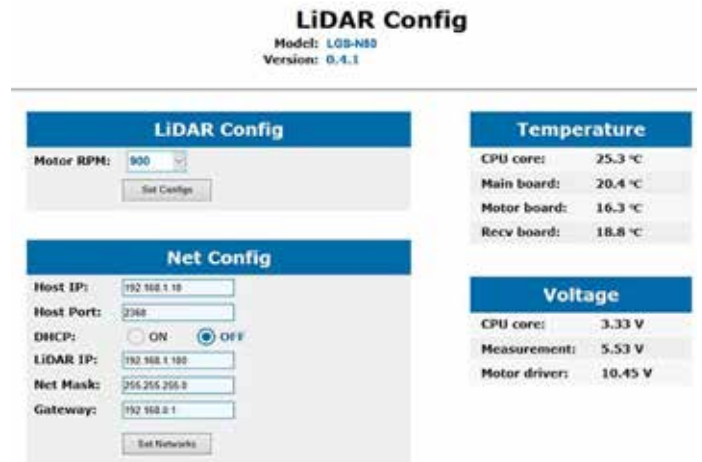 LiDAR Config
Model: LGB-N80
Version: 0.4.1
LiDAR Config
Motor RPM: 900
Set Configs
Net Config
Host IP: 192.168.1.10
Host Port: 2368
DHCP: ON OFF
LiDAR IP: 192.168.1.100
Net Mask: 255.255.255.0
Gateway: 192.168.0.1
Set Networks
Temperature
CPU core: 25.3 ℃
Main board: 20.4 ℃
Motor board: 16.3 ℃
Recv board: 18.8 ℃
Voltage
CPU core: 3.33 V
Measurement: 5.53 V
Motor driver: 10.45 V